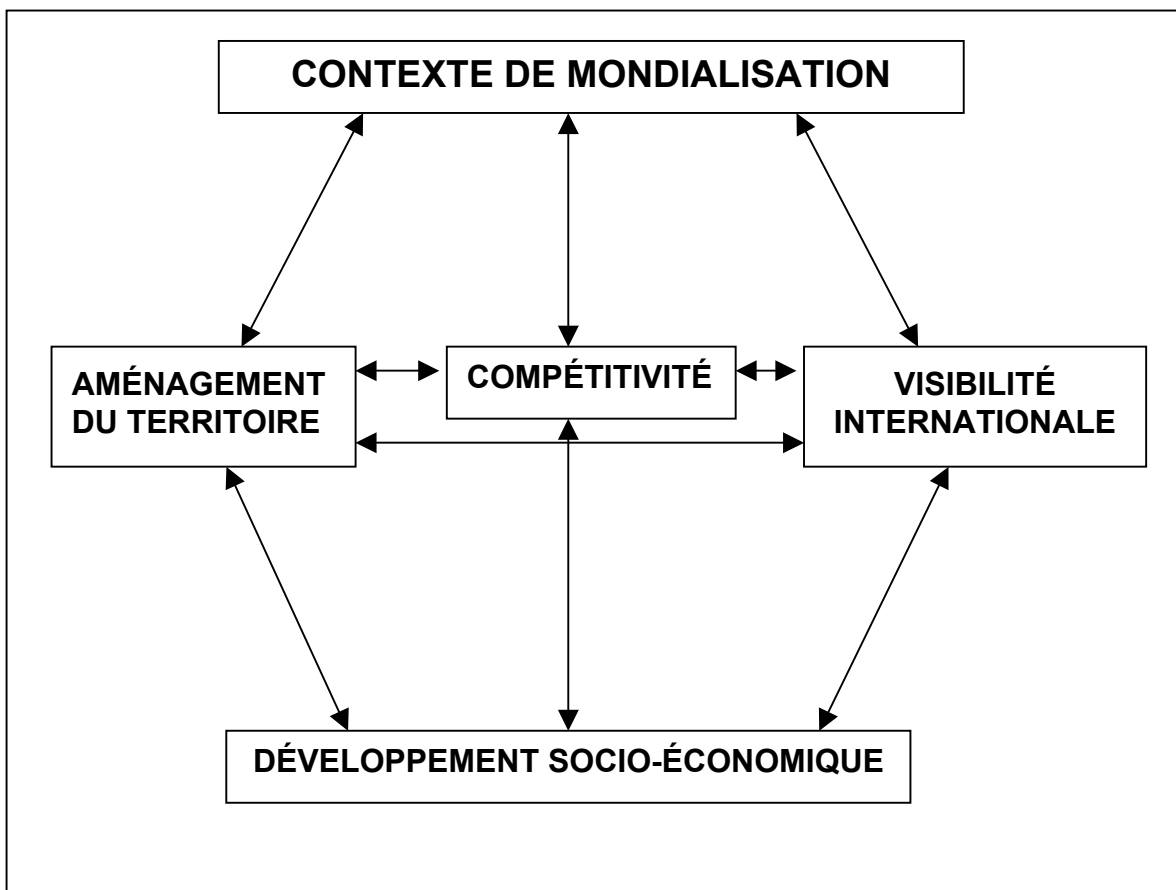 CONTEXTE DE MONDIALISATION
AMÉNAGEMENT
DU TERRITOIRE
COMPÉTITIVITÉ
VISIBILITÉ
INTERNATIONALE
DÉVELOPPEMENT SOCIO-ÉCONOMIQUE